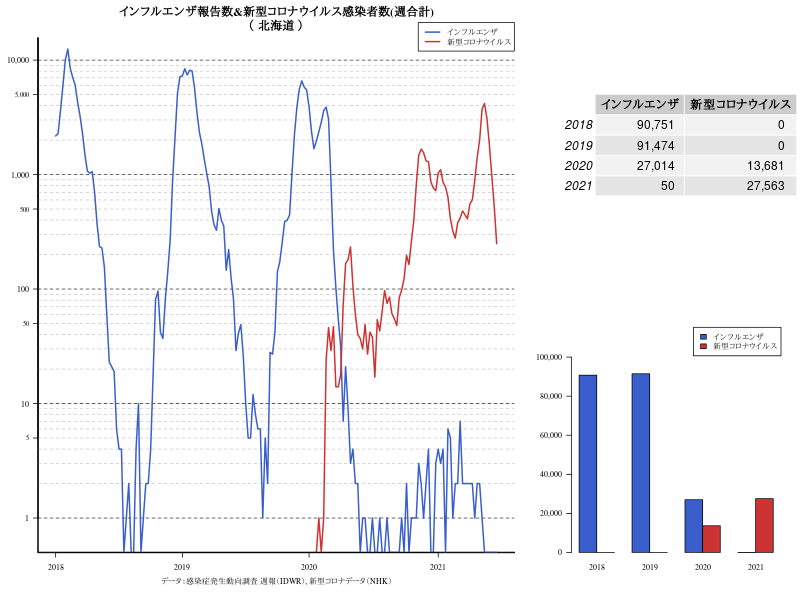 インフルエンザ報告数&新型コロナウイルス感染者数(週合計)
（ 北海道 ）
インフルエンザ
新型コロナウイルス
10,000
5,000
1,000
500
100
50
10
5
1
2018 2019 2020 2021
データ：感染症発生動向調査 週報（IDWR）、新型コロナデータ（NHK）
インフルエンザ 新型コロナウイルス
2018 90,751 0
2019 91,474 0
2020 27,014 13,681
2021 50 27,563
インフルエンザ
新型コロナウイルス
100,000
80,000
60,000
40,000
20,000
0
2018 2019 2020 2021